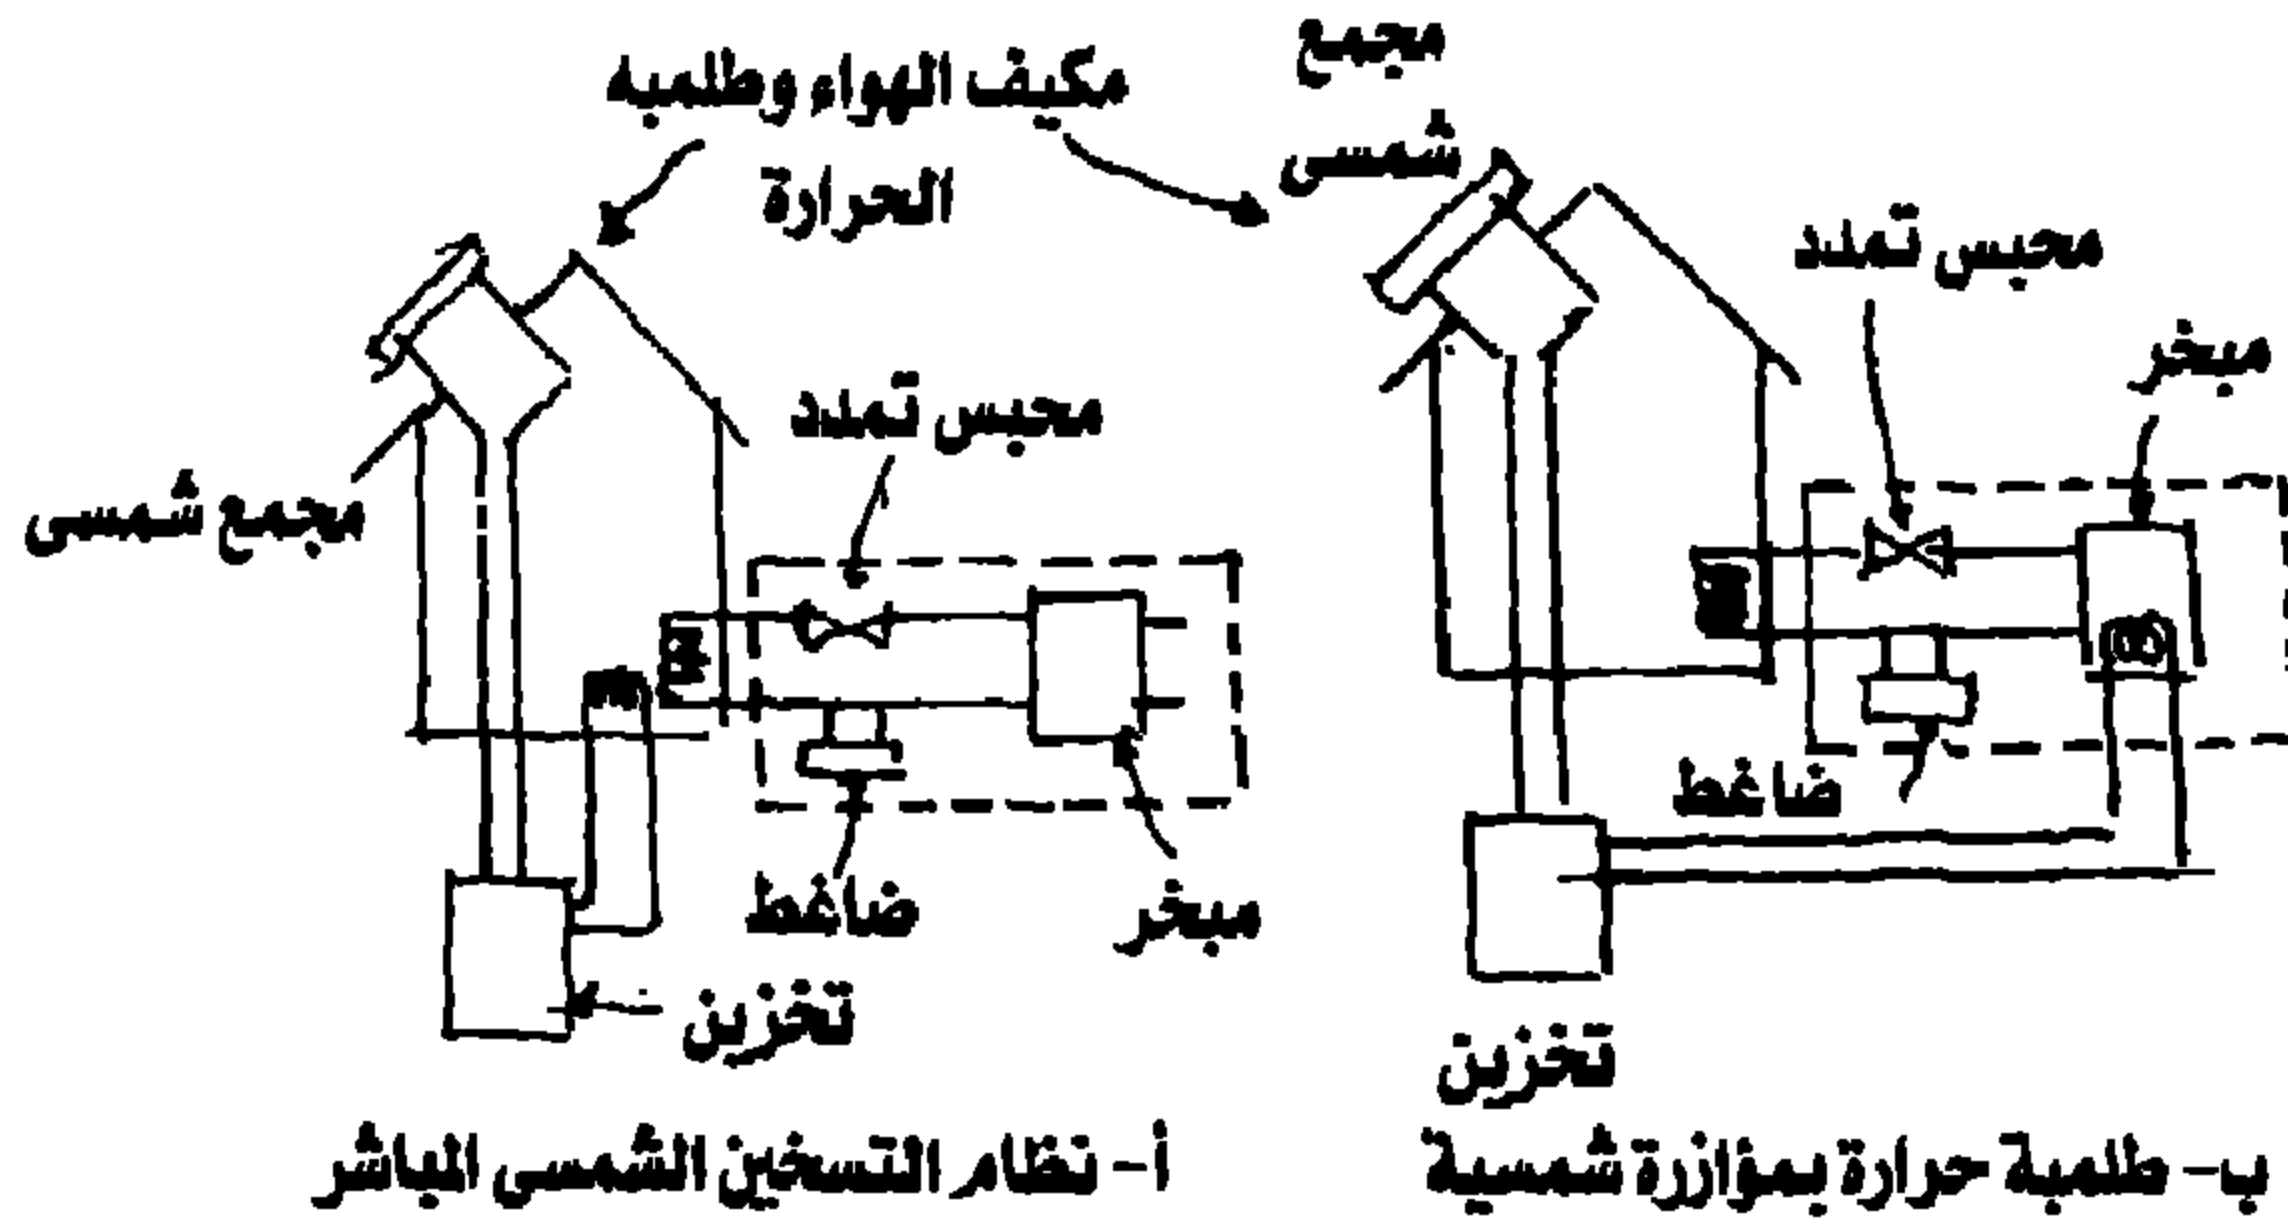 مكيف الهواء وطلمبه
الحرارة
مجمع
شمسى
محبس تمدد
مبخر
محبس تمدد
مجمع شمسى
ضاغط
ضاغط
مبخر
تخزين
تخزين
أ- نظام التسخين الشمسى المباشر
ب- طلمبة حرارة بمؤازرة شمسية